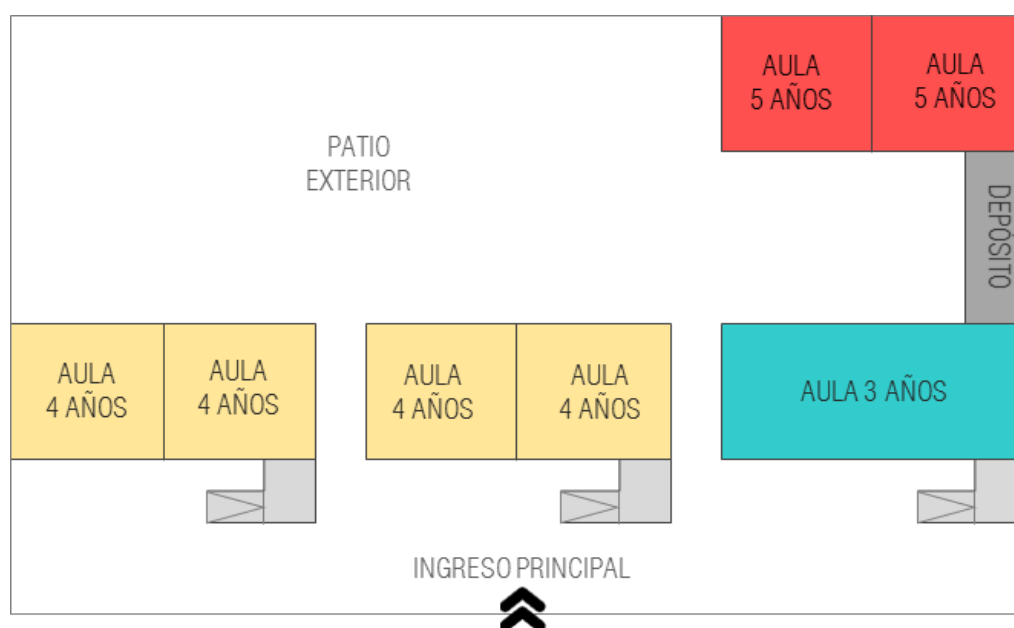 AULA
5 AÑOS
AULA
5 AÑOS
PATIO
EXTERIOR
DEPÓSITO
AULA
4 AÑOS
AULA
4 AÑOS
AULA
4 AÑOS
AULA
4 AÑOS
AULA 3 AÑOS
INGRESO PRINCIPAL